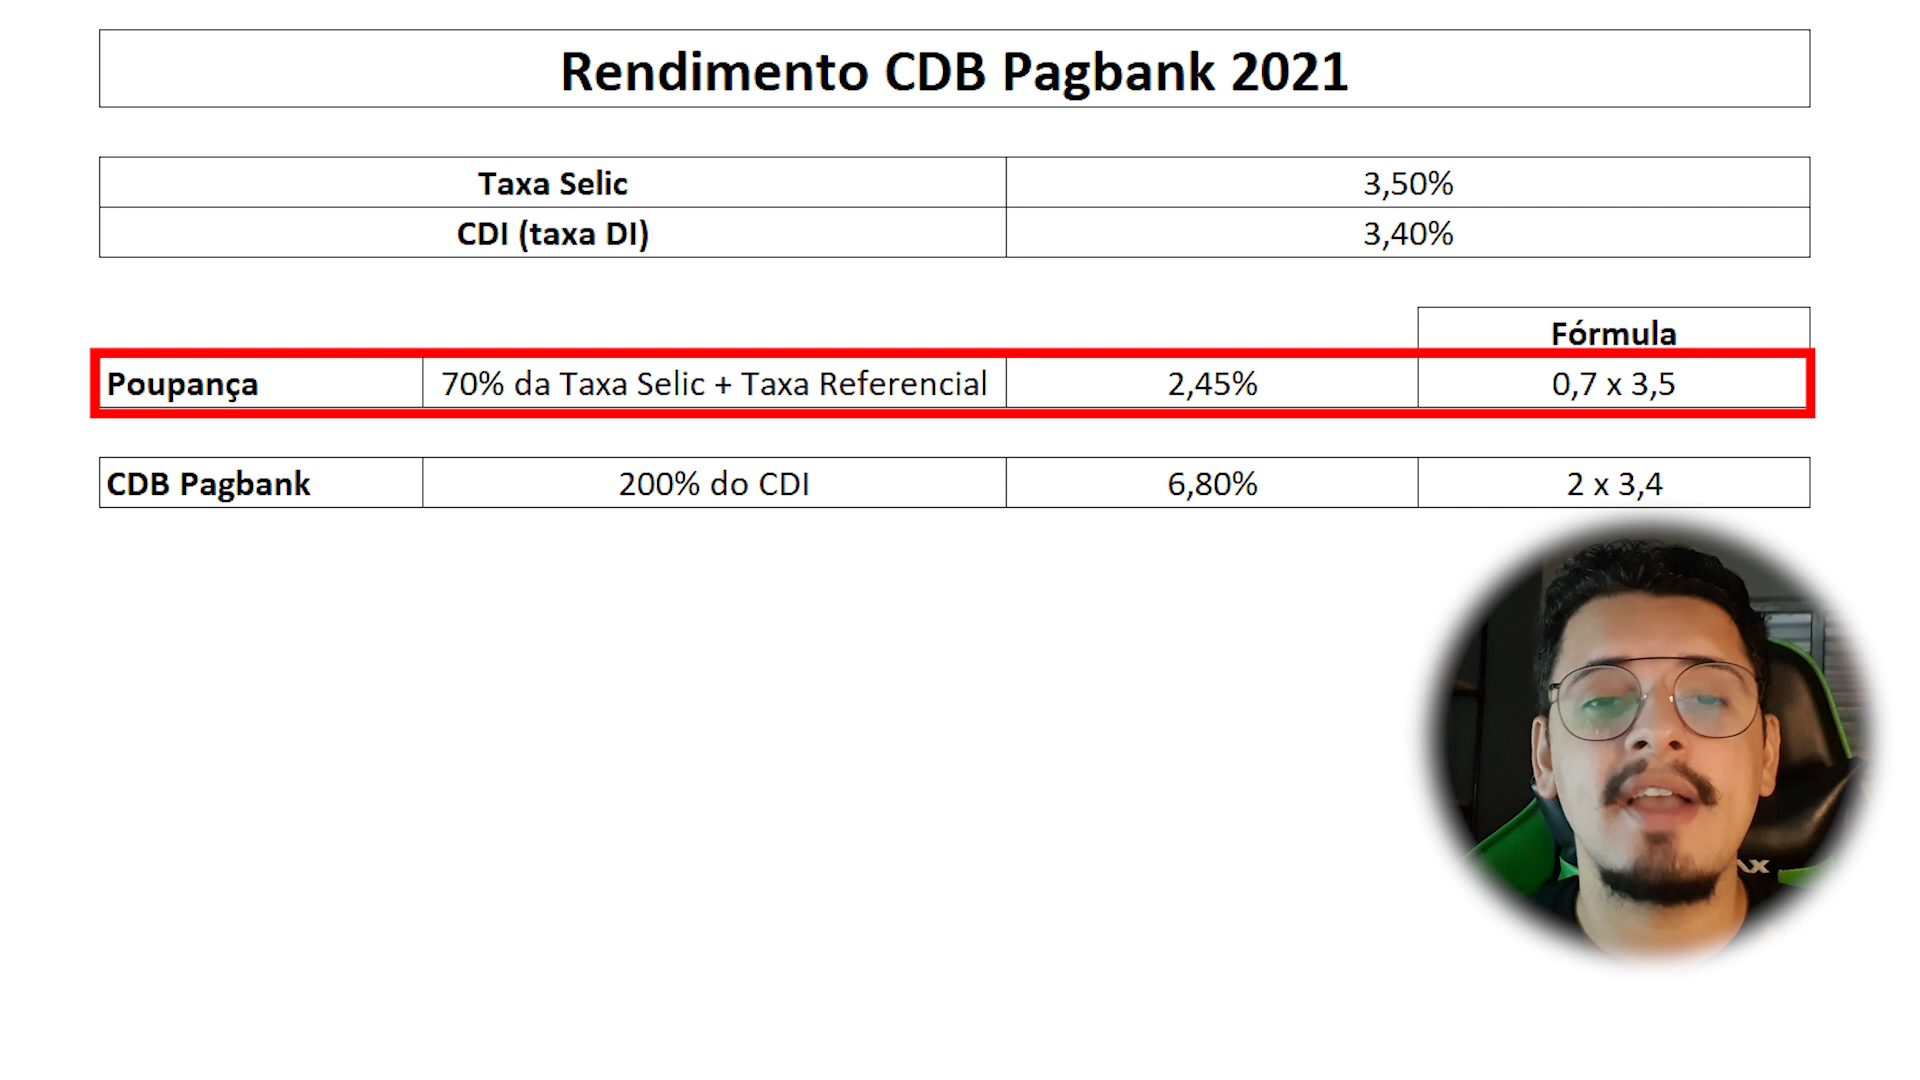 Rendimento CDB Pagbank 2021
Taxa Selic 3,50%
CDI (taxa DI) 3,40%
Fórmula
Poupança 70% da Taxa Selic + Taxa Referencial 2,45% 0,7 x 3,5
CDB Pagbank 200% do CDI 6,80% 2 x 3,4